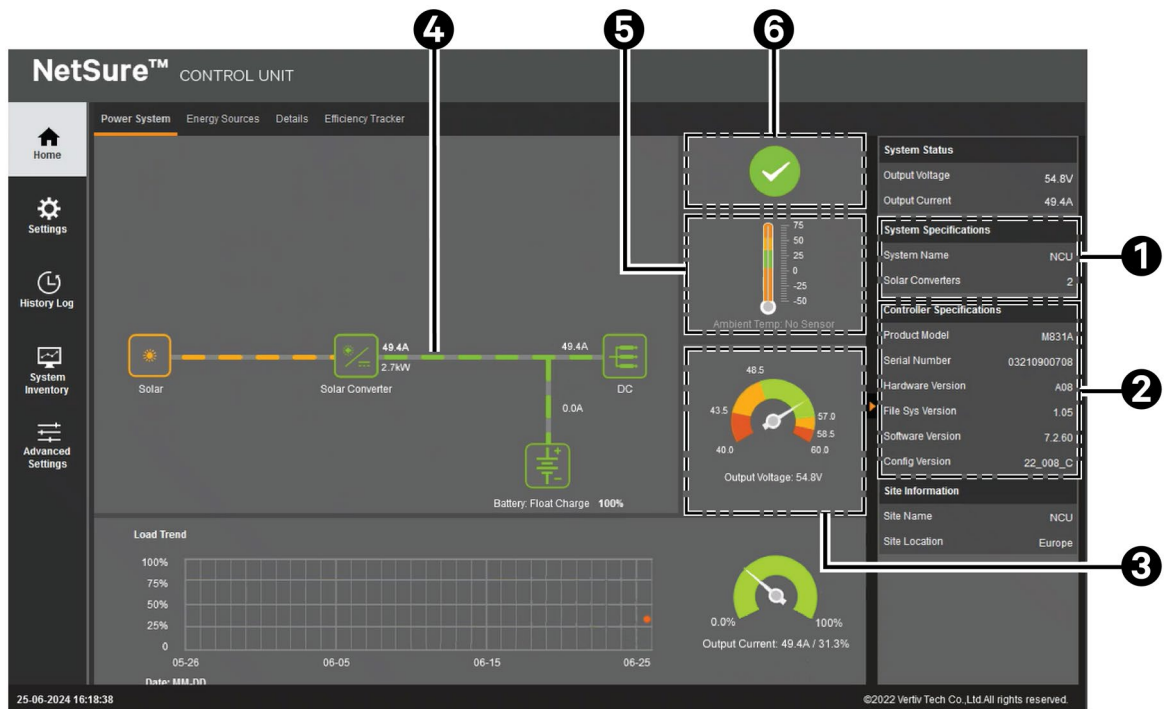 4
5
6
NetSure™ CONTROL UNIT
Home
Settings
History Log
System
Inventory
Advanced
Settings
Power System Energy Sources Details Efficiency Tracker
Solar
49.4A
2.7kW
Solar Converter
49.4A
DC
0.0A
Battery: Float Charge 100%
75
50
25
0
-25
-50
Ambient Temp: No Sensor
48.5
43.5
57.0
58.5
40.0
60.0
Output Voltage: 54.8V
System Status
Output Voltage 54.8V
Output Current 49.4A
System Specifications
System Name NCU
Solar Converters 2
1
Controller Specifications
Product Model M831A
Serial Number 03210900708
Hardware Version A08
File Sys Version 1.05
Software Version 7.2.60
Config Version 22_008_C
2
Site Information
Site Name NCU
Site Location Europe
3
Load Trend
100%
75%
50%
25%
0
05-26 06-05 06-15 06-25
Date: MM-DD
0.0% 100%
Output Current: 49.4A / 31.3%
25-06-2024 16:18:38
©2022 Vertiv Tech Co.,Ltd.All rights reserved.